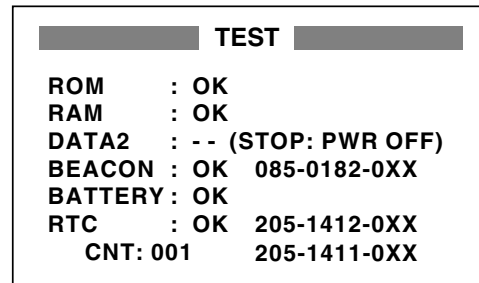 TEST
ROM : OK
RAM : OK
DATA2 : - - (STOP: PWR OFF)
BEACON : OK 085-0182-0XX
BATTERY : OK
RTC : OK 205-1412-0XX
CNT: 001 205-1411-0XX